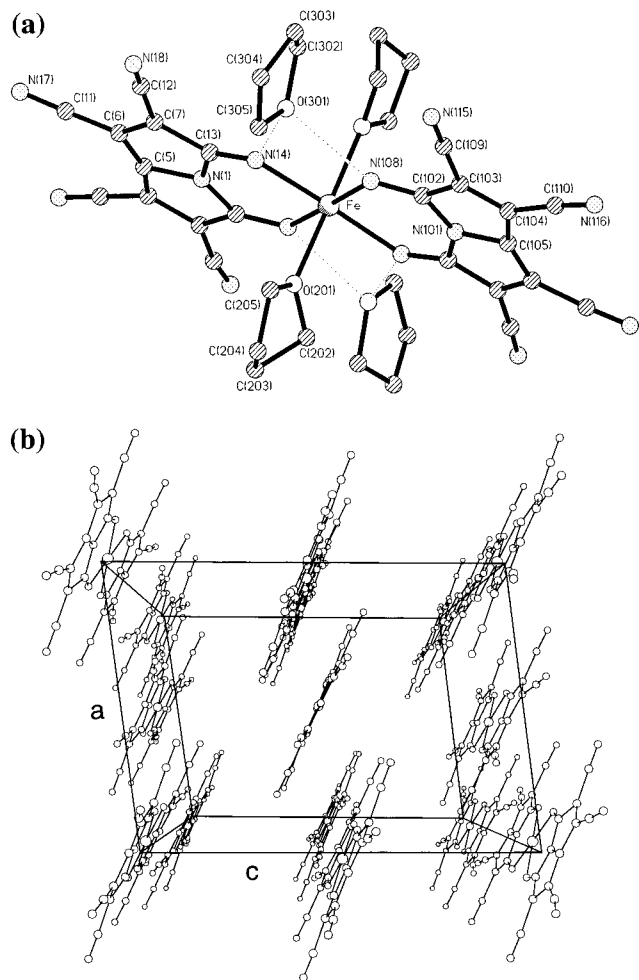 (a)
C(303)
N(18)
C(304)
C(302)
N(17)
C(12)
C(11)
O(301)
N(115)
C(6)
C(7)
C(305)
C(109)
C(13)
N(14)
N(108)
C(5)
C(102)
C(103)
C(110)
N(1)
C(104)
Fe
N(101)
N(116)
C(105)
O(201)
C(205)
C(204)
C(202)
C(203)
(b)
a
c